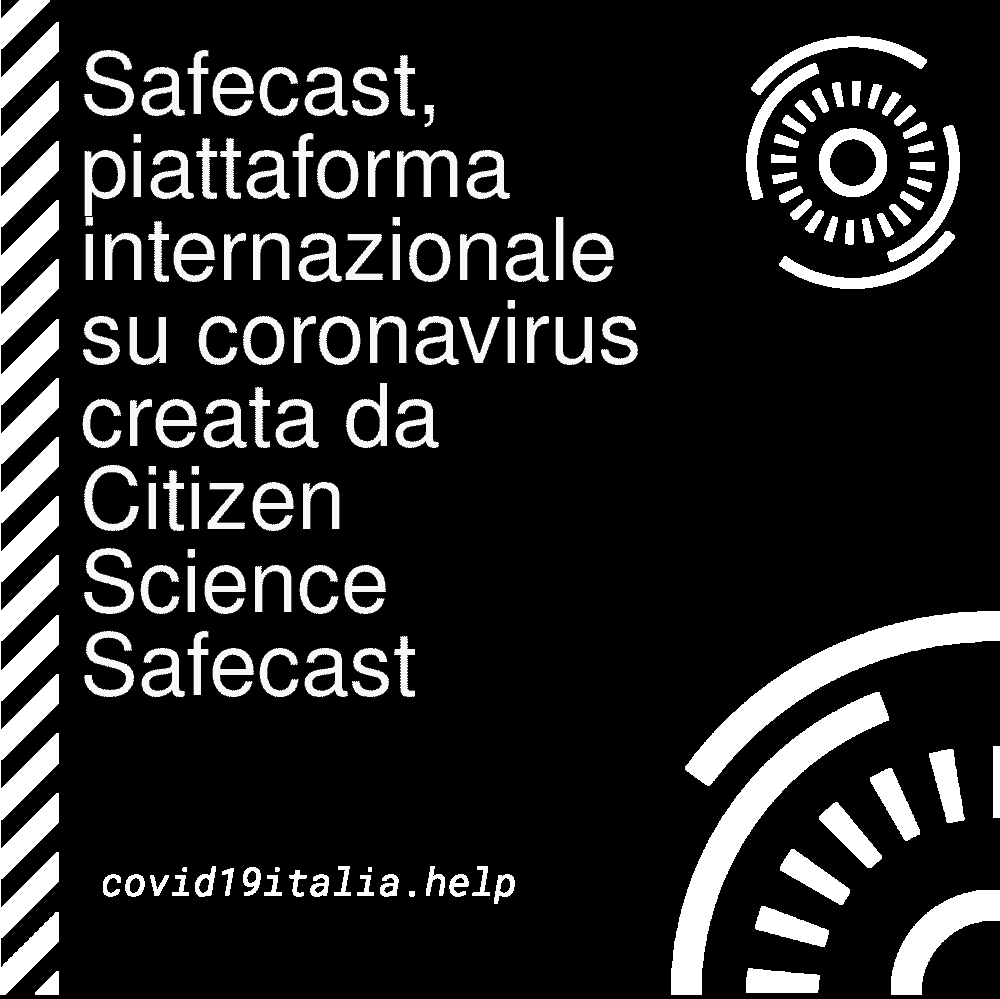 Safecast,
piattaforma
internazionale
su coronavirus
creata da
Citizen
Science
Safecast
covid19italia.help